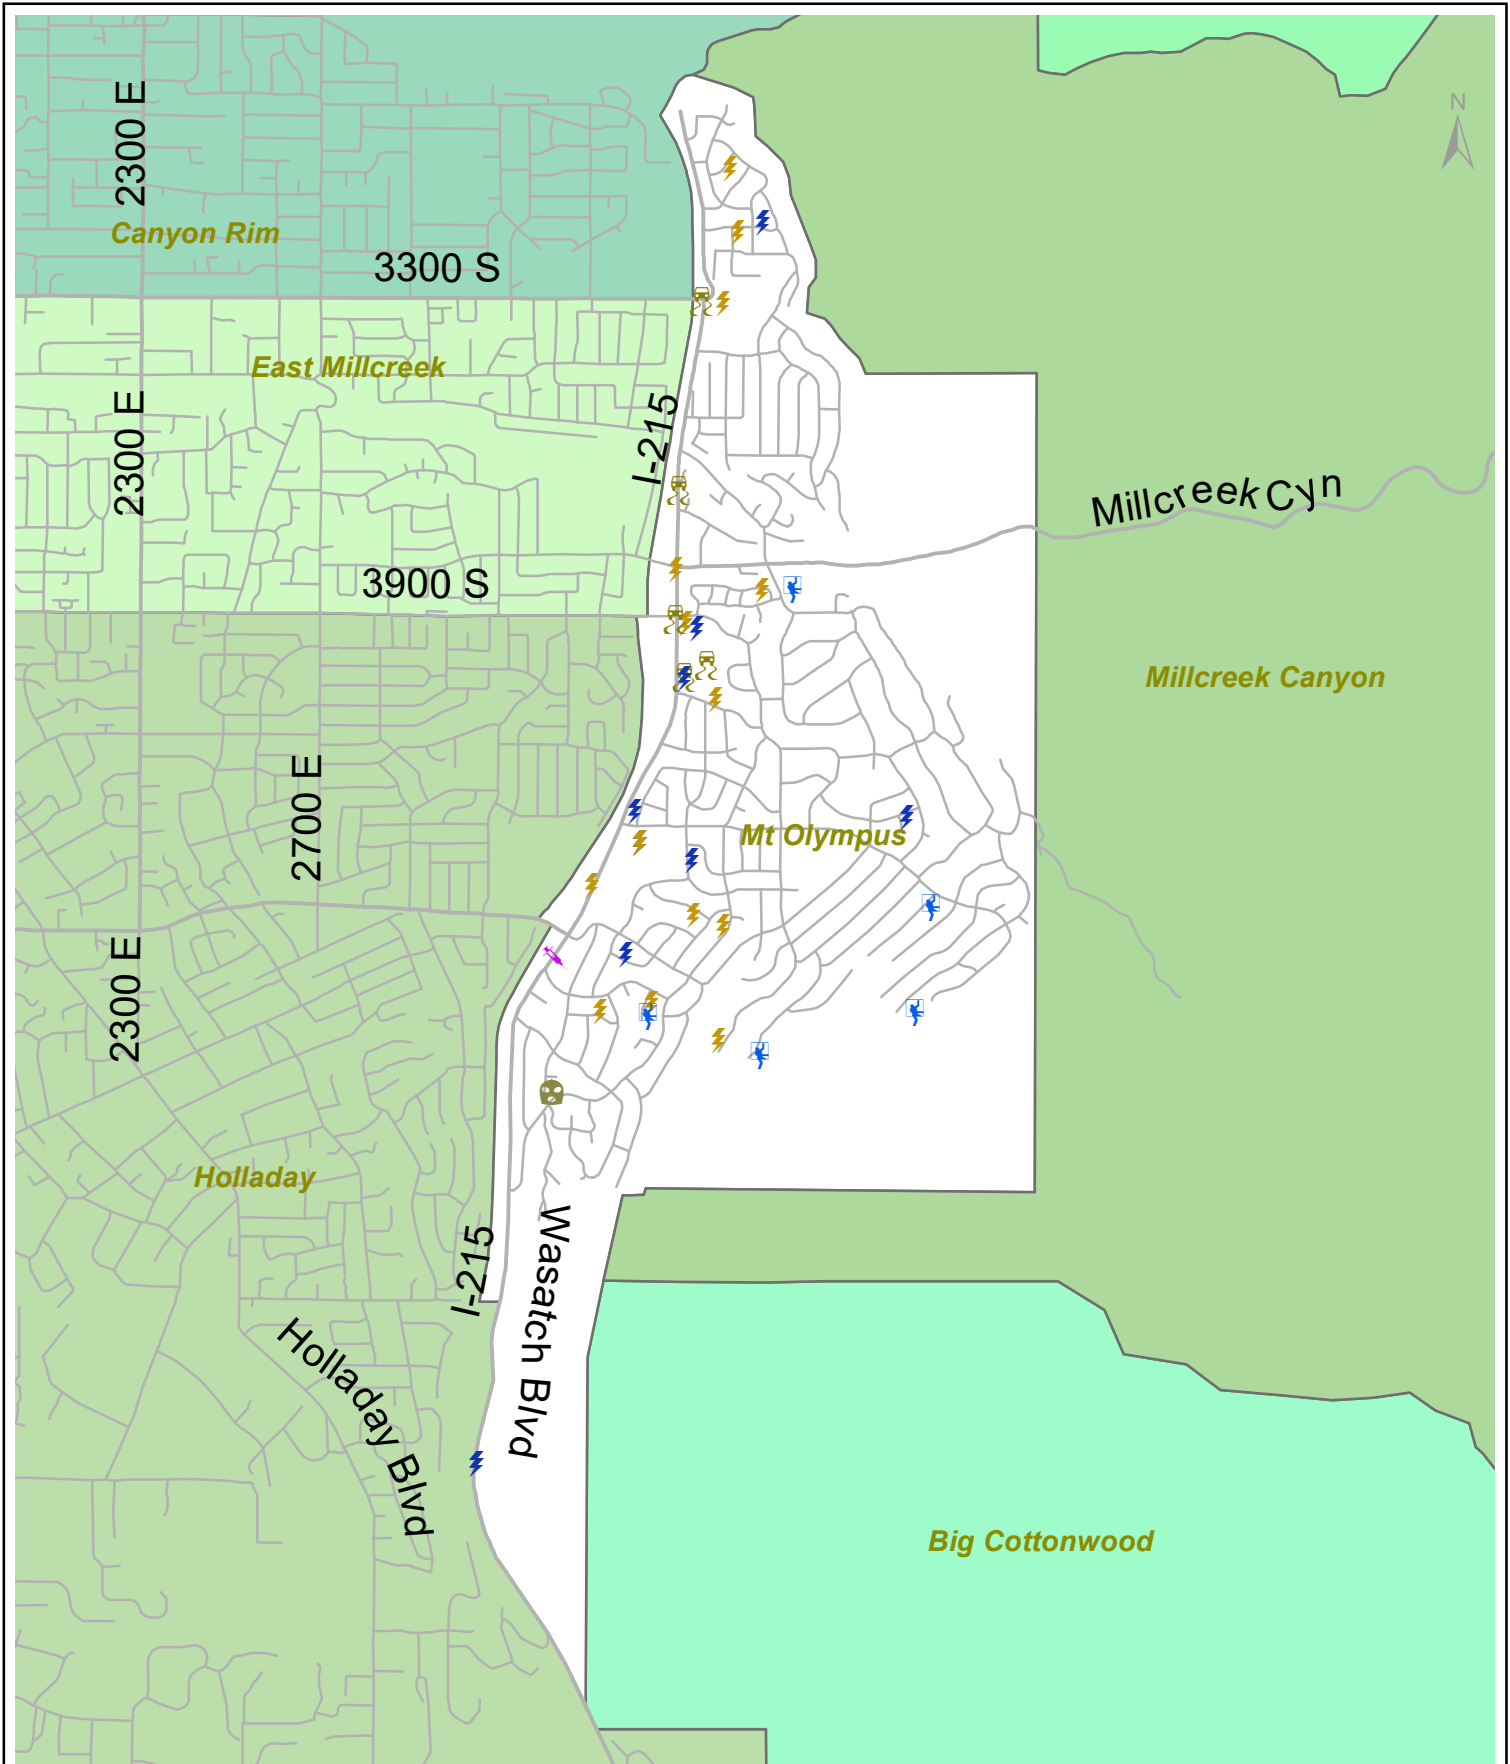 N
2300 E
Canyon Rim
3300 S
East Millcreek
2300 E
I-215
Millcreek Cyn
3900 S
Millcreek Canyon
2700 E
Mt Olympus
2300 E
Holladay
I-215
Wasatch Blvd
Holladay Blvd
Big Cottonwood